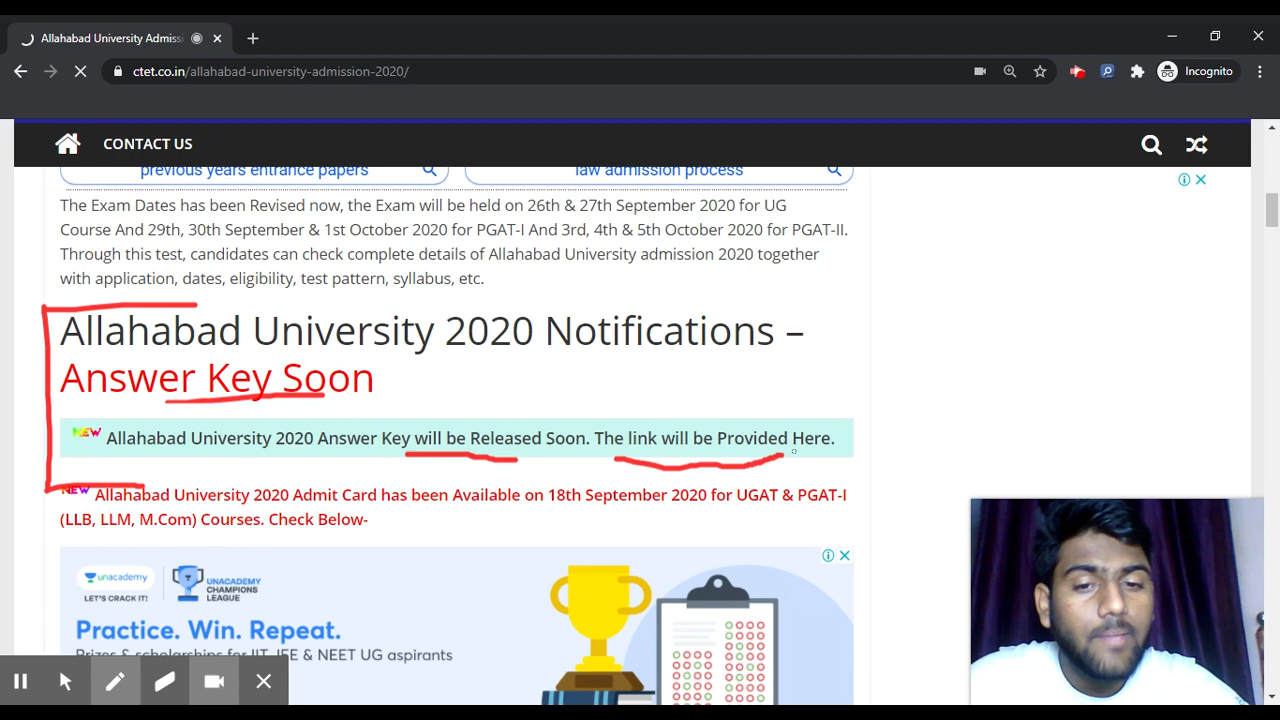 Allahabad University Admiss
ctet.co.in/allahabad-university-admission-2020/
Incognito
CONTACT US
previous years entrance papers
law admission process
The Exam Dates has been Revised now, the Exam will be held on 26th & 27th September 2020 for UG
Course And 29th, 30th September & 1st October 2020 for PGAT-I And 3rd, 4th & 5th October 2020 for PGAT-II.
Through this test, candidates can check complete details of Allahabad University admission 2020 together
with application, dates, eligibility, test pattern, syllabus, etc.
Allahabad University 2020 Notifications –
Answer Key Soon
NEW Allahabad University 2020 Answer Key will be Released Soon. The link will be Provided Here.
NEW Allahabad University 2020 Admit Card has been Available on 18th September 2020 for UGAT & PGAT-I
(LLB, LLM, M.Com) Courses. Check Below-
unacademy
LET'S CRACK IT!
UNACADEMY
CHAMPIONS
LEAGUE
Practice. Win. Repeat.
Prizes & scholarships for IIT JEE & NEET UG aspirants